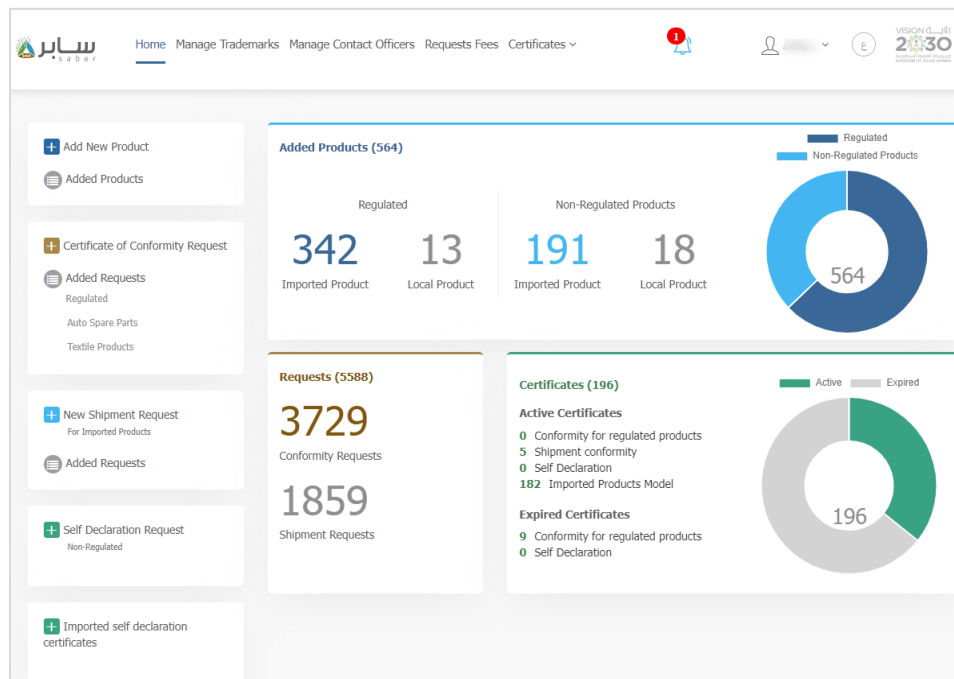 سابر
saber
Home Manage Trademarks Manage Contact Officers Requests Fees Certificates
1
ع
VISION رؤيــة
2030
KINGDOM OF SAUDI ARABIA
Add New Product
Added Products
Certificate of Conformity Request
Added Requests
Regulated
Auto Spare Parts
Textile Products
New Shipment Request
For Imported Products
Added Requests
Self Declaration Request
Non-Regulated
Imported self declaration
certificates
Added Products (564)
Regulated
342
Imported Product
13
Local Product
Non-Regulated Products
191
Imported Product
18
Local Product
Regulated
Non-Regulated Products
564
Requests (5588)
3729
Conformity Requests
1859
Shipment Requests
Certificates (196)
Active Certificates
0 Conformity for regulated products
5 Shipment conformity
0 Self Declaration
182 Imported Products Model
Expired Certificates
9 Conformity for regulated products
0 Self Declaration
Active Expired
196